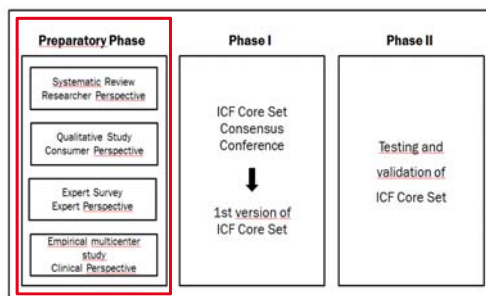 Preparatory Phase
Systematic Review
Researcher Perspective
Qualitative Study
Consumer Perspective
Expert Survey
Expert Perspective
Empirical multicenter
study
Clinical Perspective
Phase I
ICF Core Set
Consensus
Conference
1st version of
ICF Core Set
Phase II
Testing and
validation of
ICF Core Set